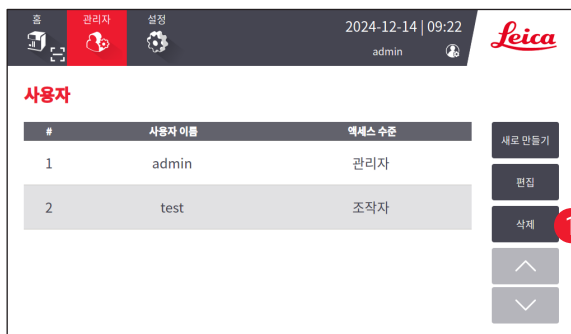 홈 관리자 설정
2024-12-14 | 09:22
admin
Leica
사용자
# 사용자 이름 액세스 수준
1 admin 관리자
2 test 조작자
새로 만들기
편집
삭제
1